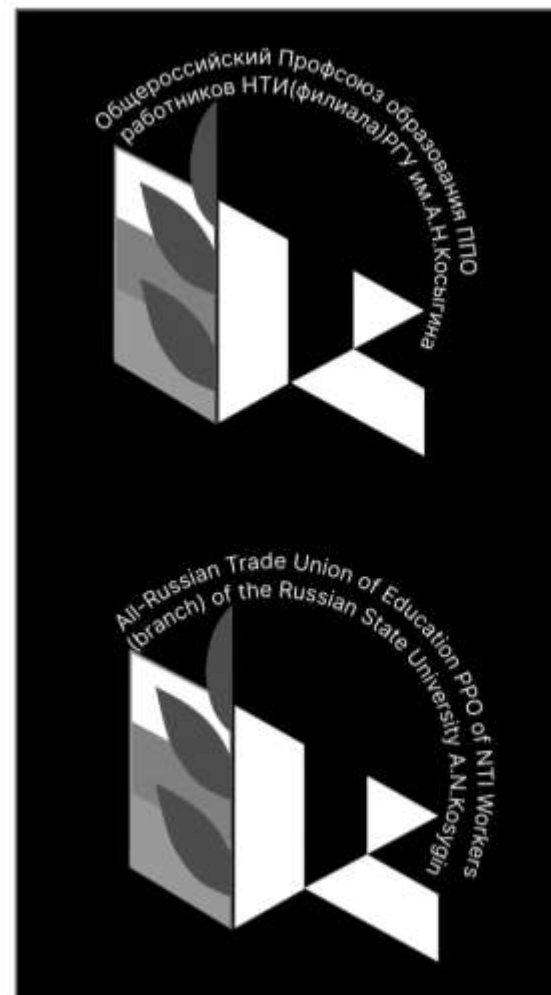 Общероссийский Профсоюз образования ППО
работников НТИ(филиала)РГУ им.А.Н.Косыгина
All-Russian Trade Union of Education PPO of NTI Workers
(branch) of the Russian State University A.N.Kosygin